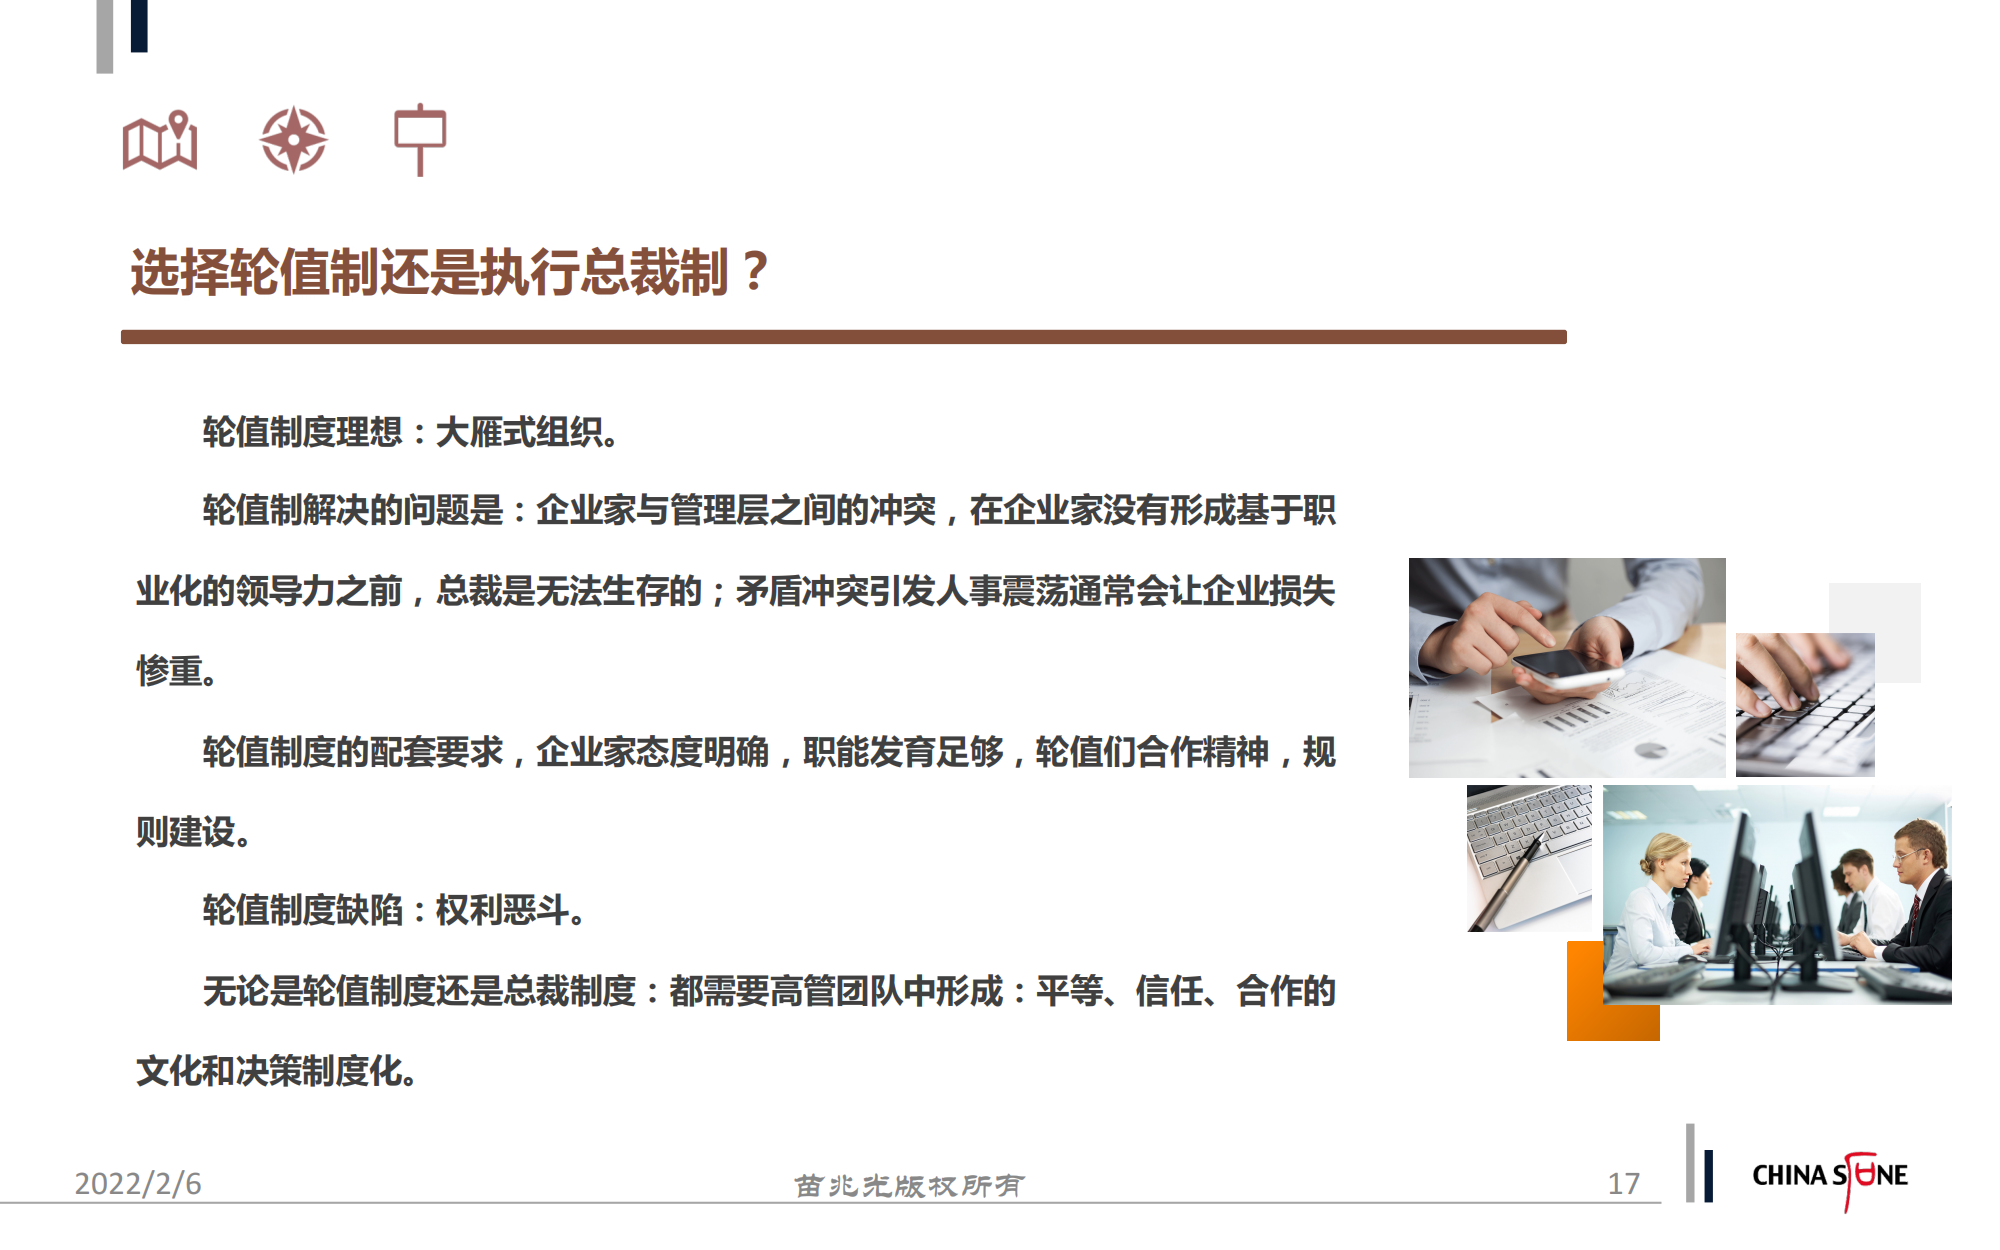 选择轮值制还是执行总裁制？
轮值制度理想：大雁式组织。
轮值制解决的问题是：企业家与管理层之间的冲突，在企业家没有形成基于职
业化的领导力之前，总裁是无法生存的；矛盾冲突引发人事震荡通常会让企业损失
惨重。
轮值制度的配套要求，企业家态度明确，职能发育足够，轮值们合作精神，规
则建设。
轮值制度缺陷：权利恶斗。
无论是轮值制度还是总裁制度：都需要高管团队中形成：平等、信任、合作的
文化和决策制度化。
2022/2/6
苗兆光版权所有
17
CHINA STONE